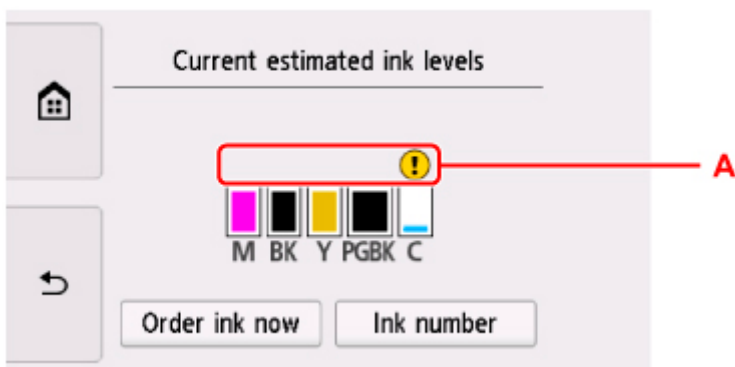 Current estimated ink levels
!
A
M BK Y PGBK C
Order ink now Ink number